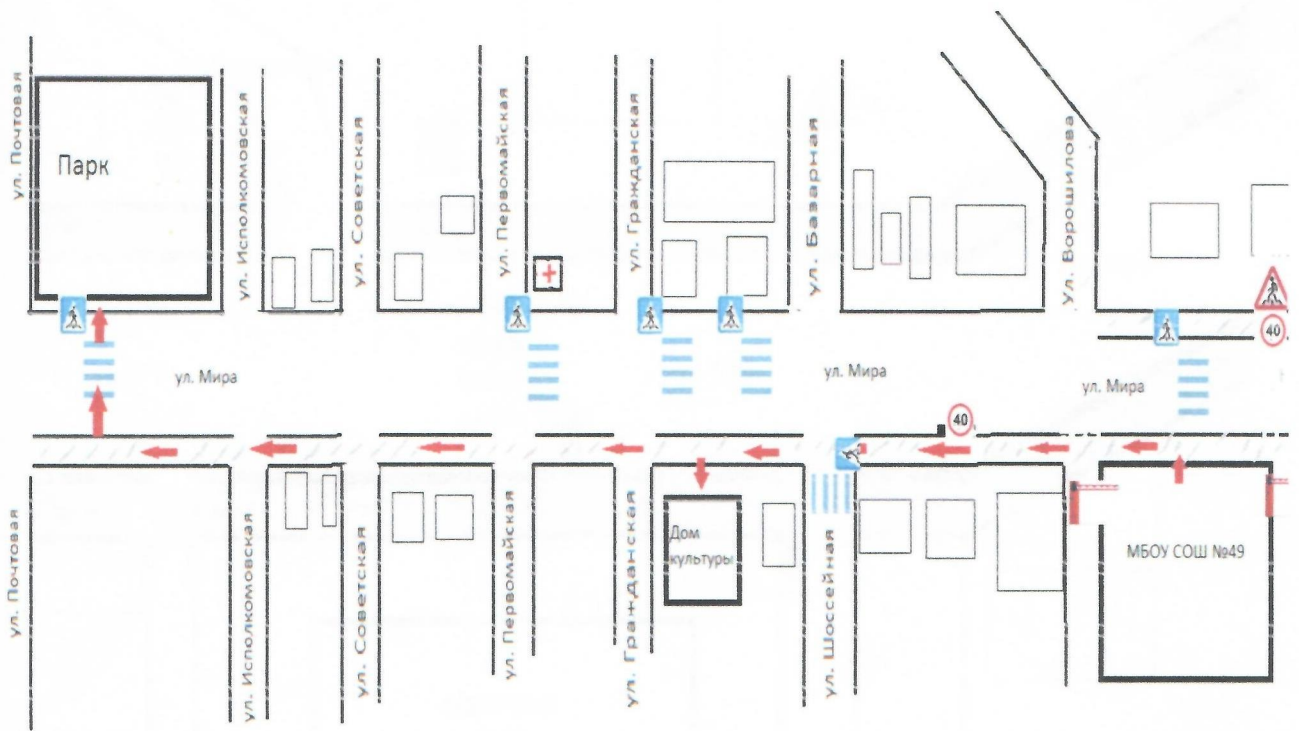 ул. Почтовая
Парк
ул. Исполкомовская
ул. Советская
ул. Первомайская
ул. Гражданская
ул. Базарная
Ул. Ворошилова
40
ул. Мира
ул. Мира
ул. Мира
40
ул. Почтовая
ул. Исполкомовская
ул. Советская
ул. Первомайская
ул. Гражданская
Дом
культуры
ул. Шоссейная
МБОУ СОШ №49